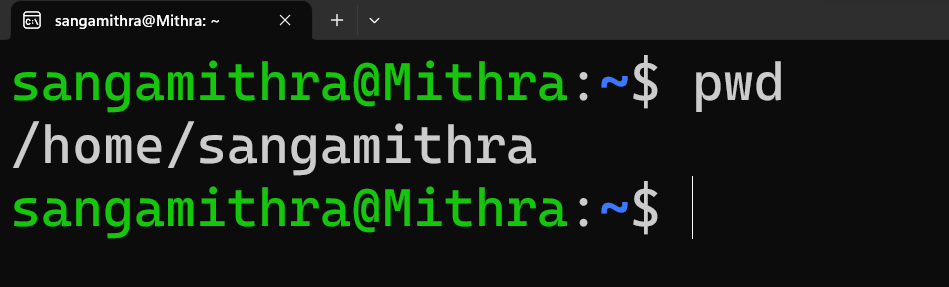 sangamithra@Mithra: ~
sangamithra@Mithra:~$ pwd
/home/sangamithra
sangamithra@Mithra:~$